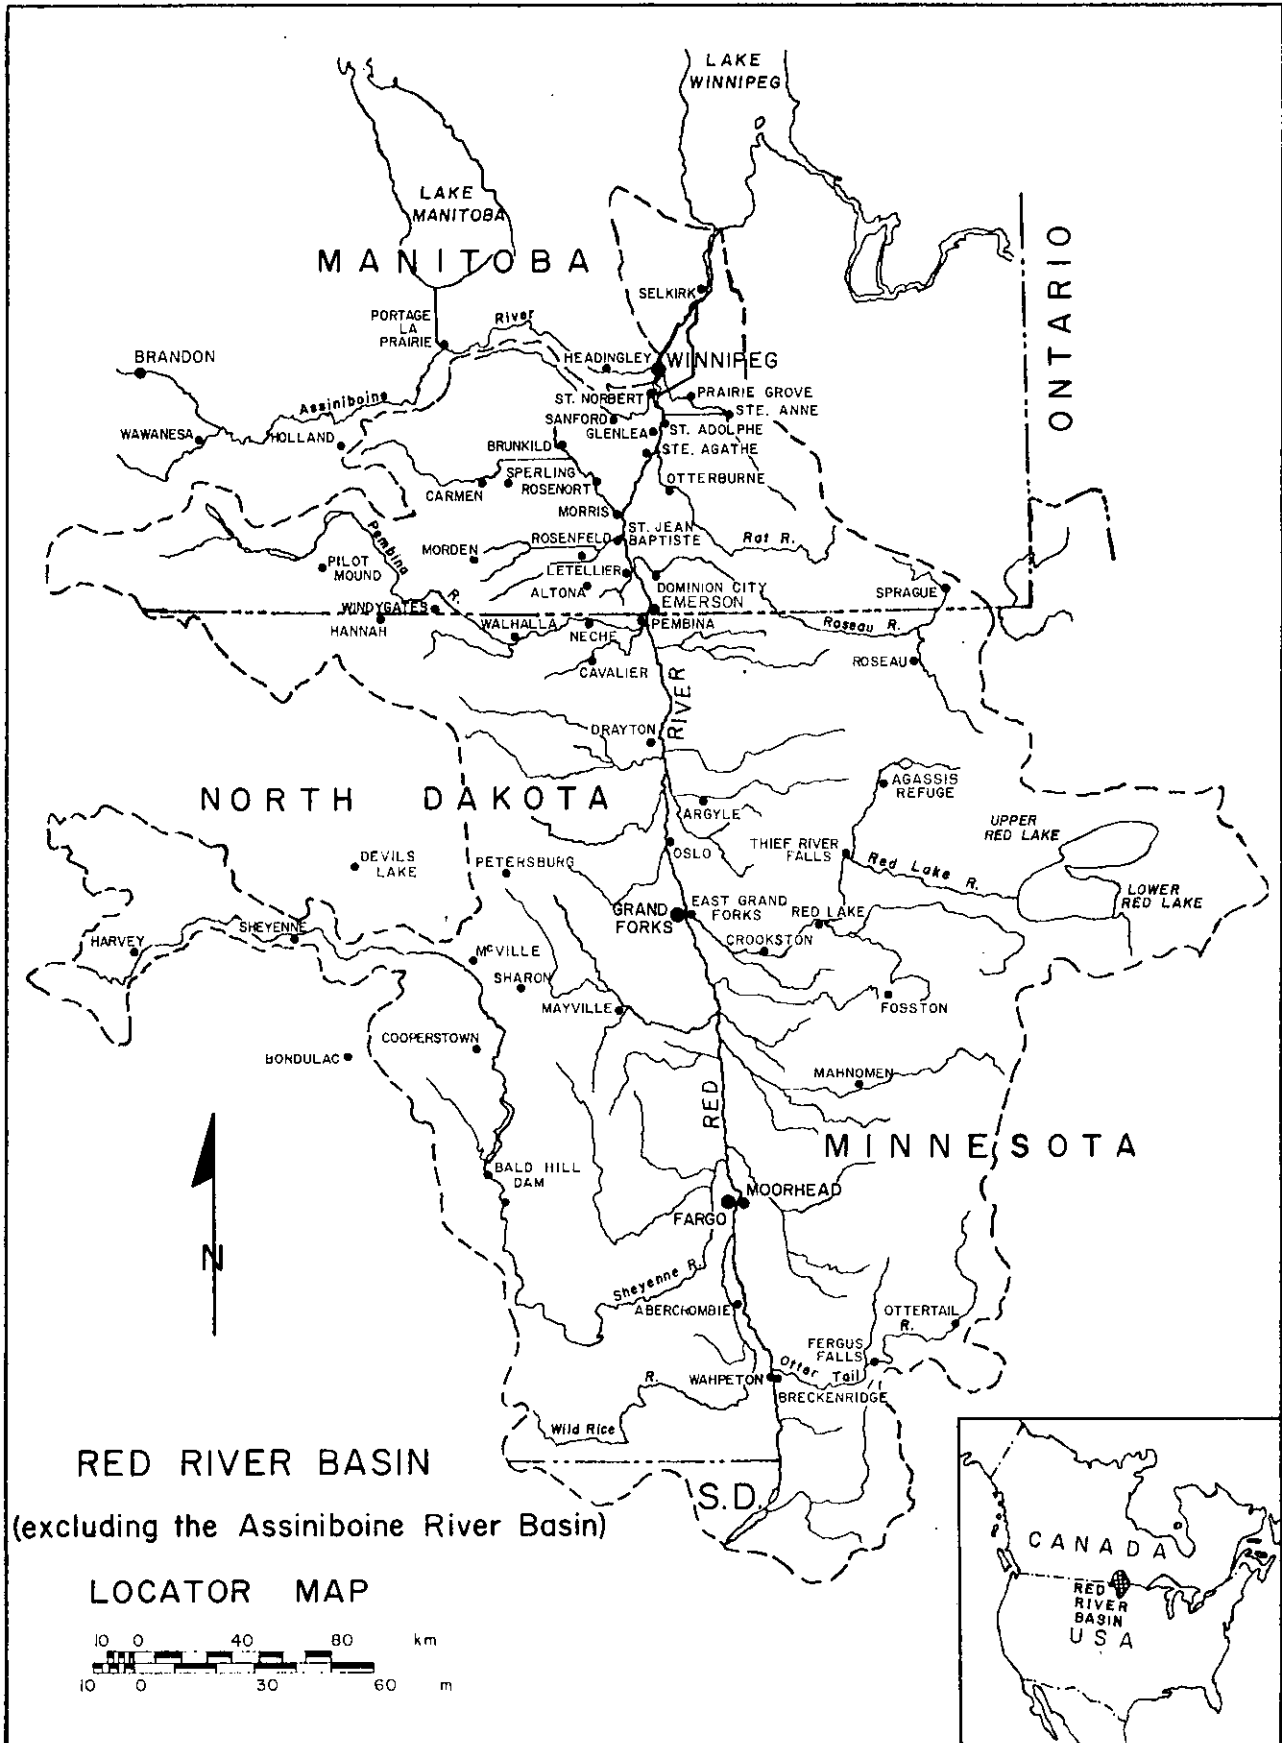 LAKE
WINNIPEG
LAKE
MANITOBA
MANITOBA
ONTARIO
SELKIRK
PORTAGE
LA
PRAIRIE
River
BRANDON
HEADINGLEY
WINNIPEG
Assiniboine
ST. NORBERT
PRAIRIE GROVE
SANFORD
STE. ANNE
WAWANESA
HOLLAND
GLENLEA
ST. ADOLPHE
BRUNKILD
STE. AGATHE
CARMEN
SPERLING
ROSENORT
OTTERBURNE
MORRIS
Pembina
R.
ROSENFELD
ST. JEAN
BAPTISTE
Rat R.
MORDEN
PILOT
MOUND
LETELLIER
ALTONA
DOMINION CITY
SPRAGUE
WINDYGATES
EMERSON
HANNAH
WALHALLA
NECHE
PEMBINA
Roseau R.
CAVALIER
ROSEAU
RIVER
DRAYTON
NORTH DAKOTA
AGASSIS
REFUGE
ARGYLE
UPPER
RED LAKE
DEVILS
LAKE
PETERSBURG
OSLO
THIEF RIVER
FALLS
Red Lake R.
LOWER
RED LAKE
GRAND
FORKS
EAST GRAND
FORKS
RED LAKE
HARVEY
SHEYENNE
CROOKSTON
McVILLE
SHARON
MAYVILLE
FOSSTON
COOPERSTOWN
BONDULAC
MAHNOMEN
RED
MINNESOTA
BALD HILL
DAM
MOORHEAD
FARGO
N
Sheyenne R.
ABERCROMBIE
OTTERTAIL
R.
FERGUS
FALLS
Otter Tail
WAHPETON
BRECKENRIDGE
R.
Wild Rice
S.D.
RED RIVER BASIN
(excluding the Assiniboine River Basin)
LOCATOR MAP
10 0 40 80 km
10 0 30 60 m
CANADA
RED
RIVER
BASIN
USA